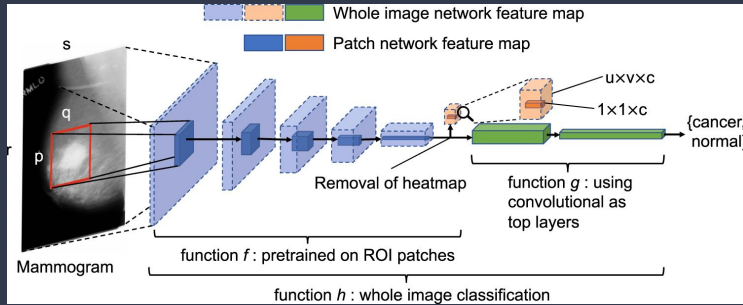 Whole image network feature map
Patch network feature map
s
RMLO
q
r
p
u×v×c
1×1×c
{cancer,
normal}
Removal of heatmap
function g : using
convolutional as
top layers
function f : pretrained on ROI patches
Mammogram
function h : whole image classification